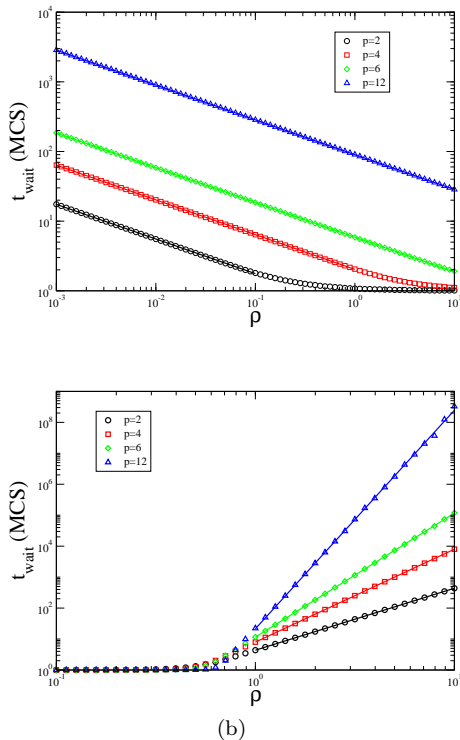 10^4
10^3
10^2
10^1
10^0
t_wait (MCS)
p=2
p=4
p=6
p=12
10^-3
10^-2
10^-1
10^0
10^1
ρ
10^8
10^6
10^4
10^2
10^0
t_wait (MCS)
p=2
p=4
p=6
p=12
10^-1
10^0
10^1
ρ
(b)